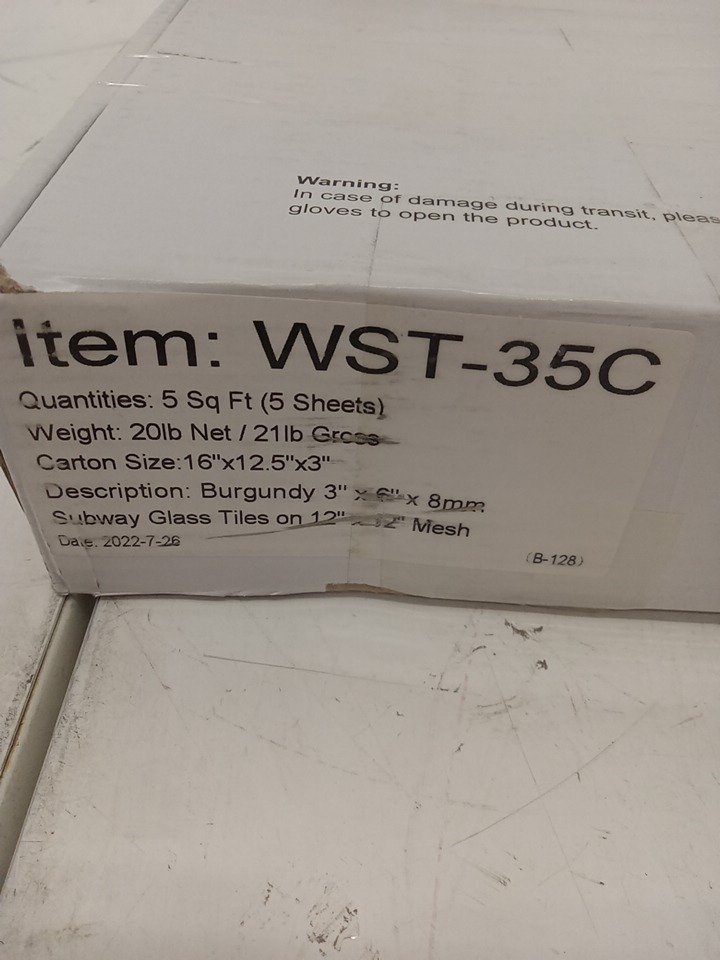 Warning:
In case of damage during transit, pleas
gloves to open the product.
Item: WST-35C
Quantities: 5 Sq Ft (5 Sheets)
Weight: 20lb Net / 21lb Gross
Carton Size:16"x12.5"x3"
Description: Burgundy 3" x 6" x 8mm
Subway Glass Tiles on 12" x 12" Mesh
Date: 2022-7-26
(B-128)